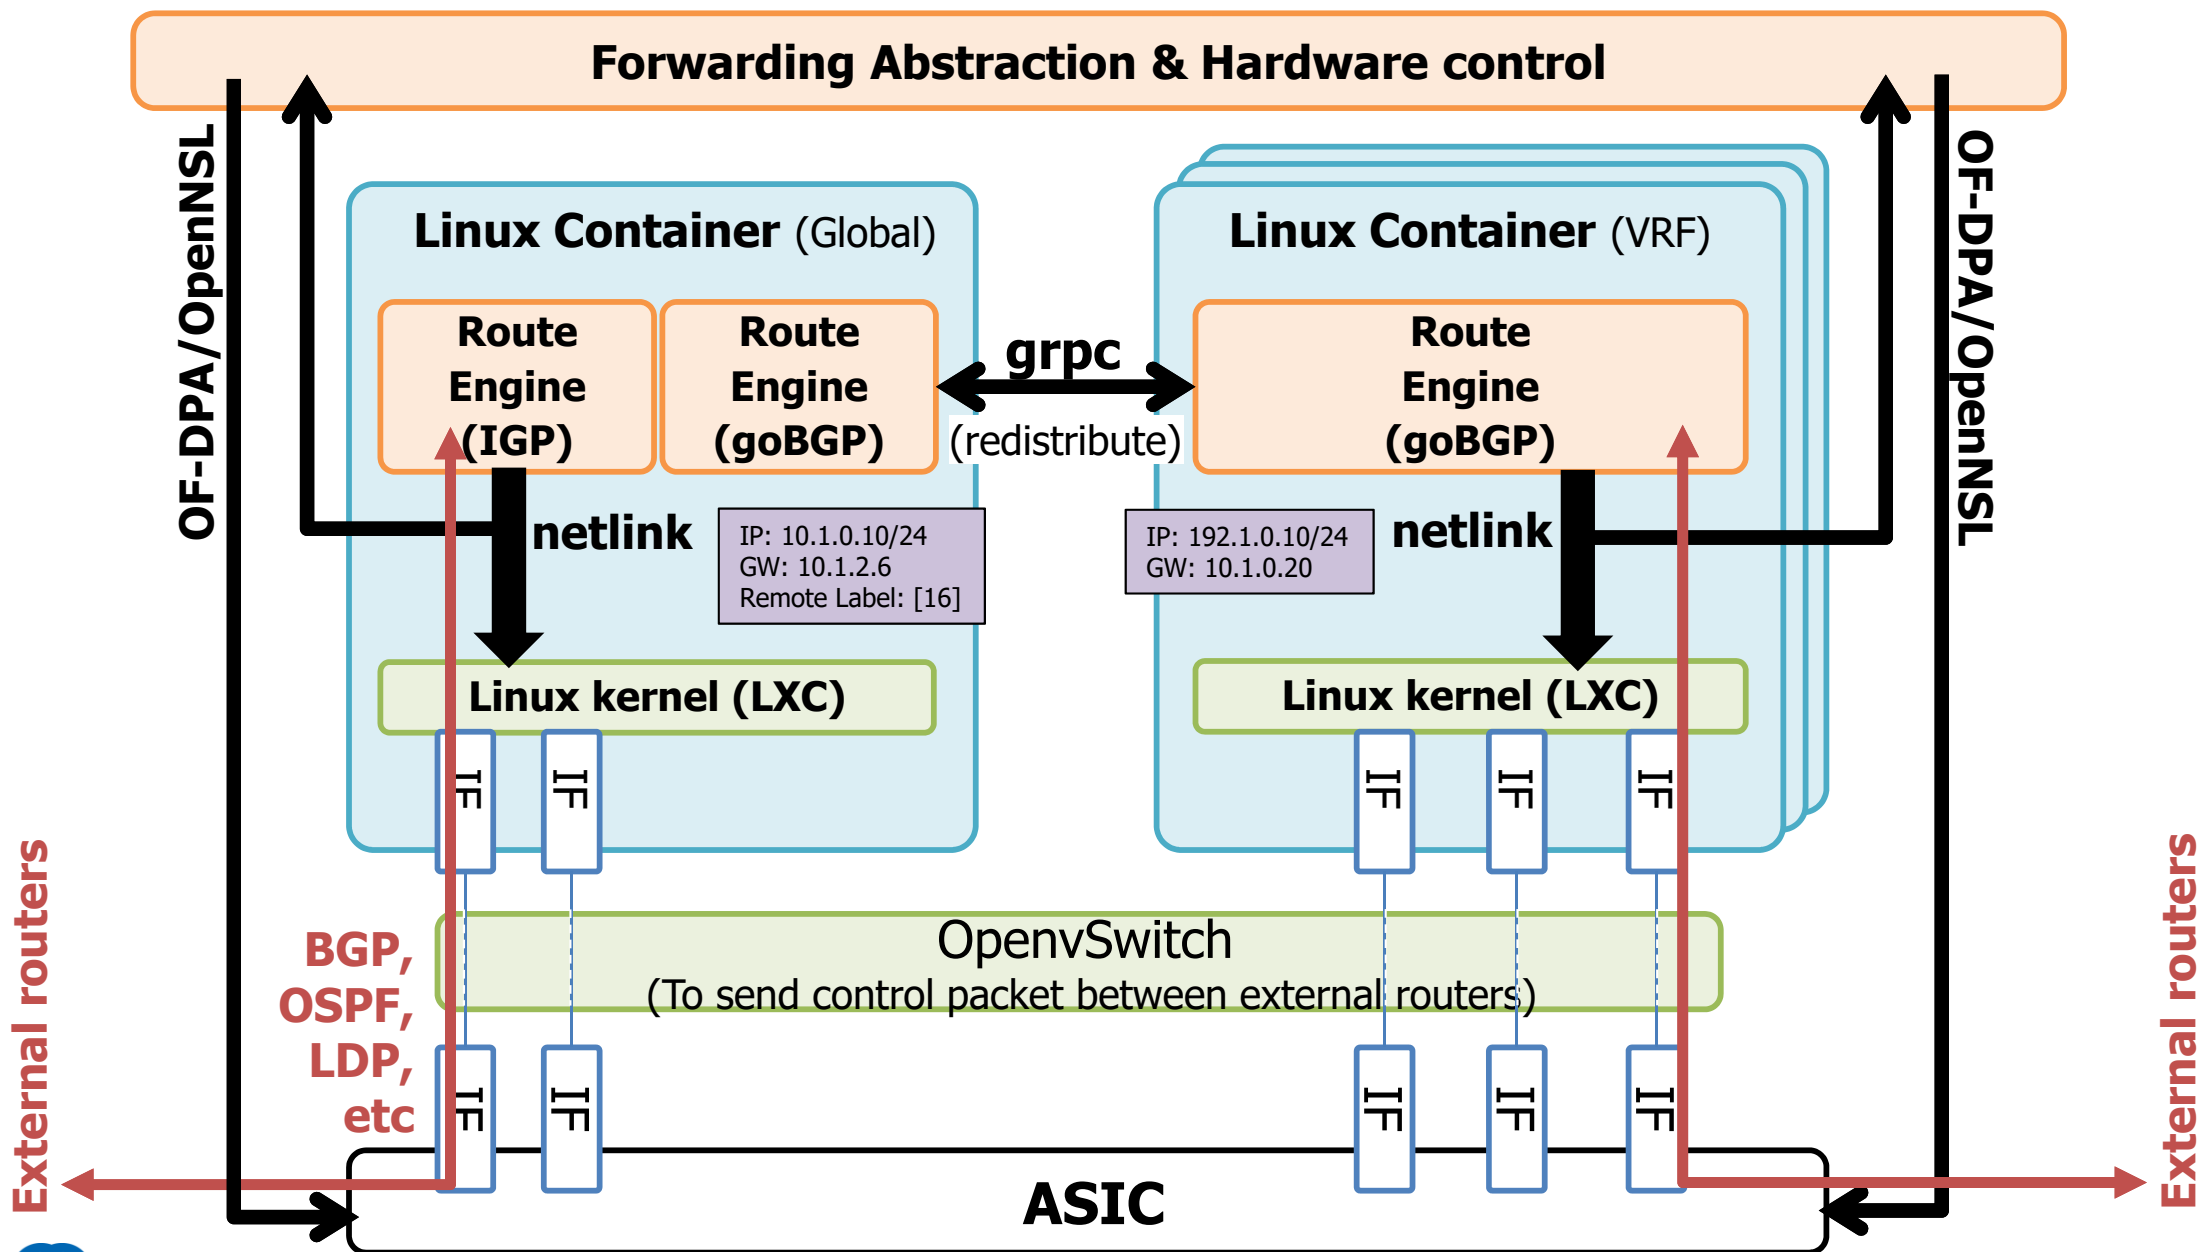 Forwarding Abstraction & Hardware control
OF-DPA/OpenNSL
OF-DPA/OpenNSL
Linux Container (Global)
Linux Container (VRF)
Route
Engine
(IGP)
Route
Engine
(goBGP)
grpc
(redistribute)
Route
Engine
(goBGP)
netlink
IP: 10.1.0.10/24
GW: 10.1.2.6
Remote Label: [16]
IP: 192.1.0.10/24
GW: 10.1.0.20
netlink
Linux kernel (LXC)
Linux kernel (LXC)
IF
IF
IF
IF
IF
External routers
BGP,
OSPF,
LDP,
etc
OpenvSwitch
(To send control packet between external routers)
External routers
IF
IF
IF
IF
IF
ASIC